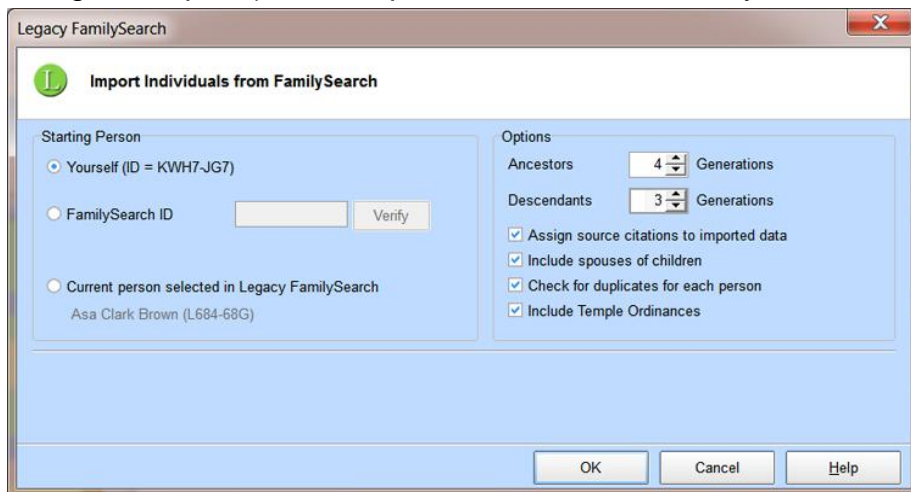 Legacy FamilySearch
X
L
Import Individuals from FamilySearch
Starting Person
Yourself (ID = KWH7-JG7)
FamilySearch ID
Verify
Current person selected in Legacy FamilySearch
Asa Clark Brown (L684-68G)
Options
Ancestors 4 Generations
Descendants 3 Generations
Assign source citations to imported data
Include spouses of children
Check for duplicates for each person
Include Temple Ordinances
OK Cancel Help